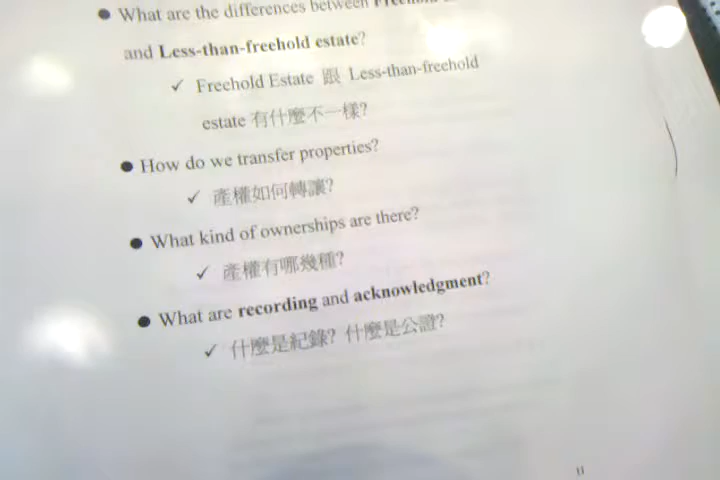 ● What are the differences between
and Less-than-freehold estate?
✓ Freehold Estate 跟 Less-than-freehold
estate 有什麼不一樣?
● How do we transfer properties?
✓ 產權如何轉讓?
● What kind of ownerships are there?
✓ 產權有哪幾種?
● What are recording and acknowledgment?
✓ 什麼是紀錄? 什麼是公證?
11